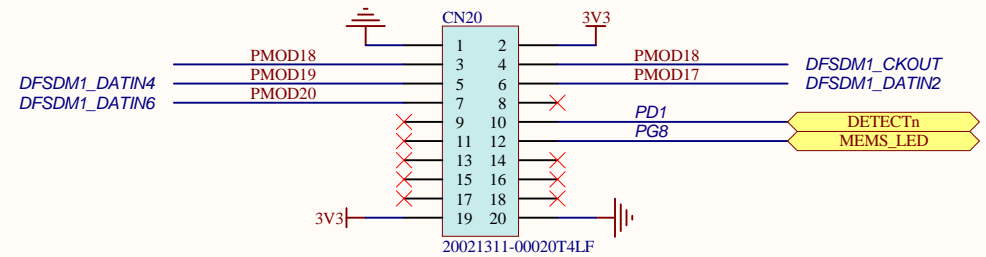 CN20
3V3
1 2
PMOD18 3 4 PMOD18 DFSDM1_CKOUT
DFSDM1_DATIN4 PMOD19 5 6 PMOD17 DFSDM1_DATIN2
DFSDM1_DATIN6 PMOD20 7 8
9 10 PD1 DETECTn
11 12 PG8 MEMS_LED
13 14
15 16
17 18
3V3 19 20
20021311-00020T4LF